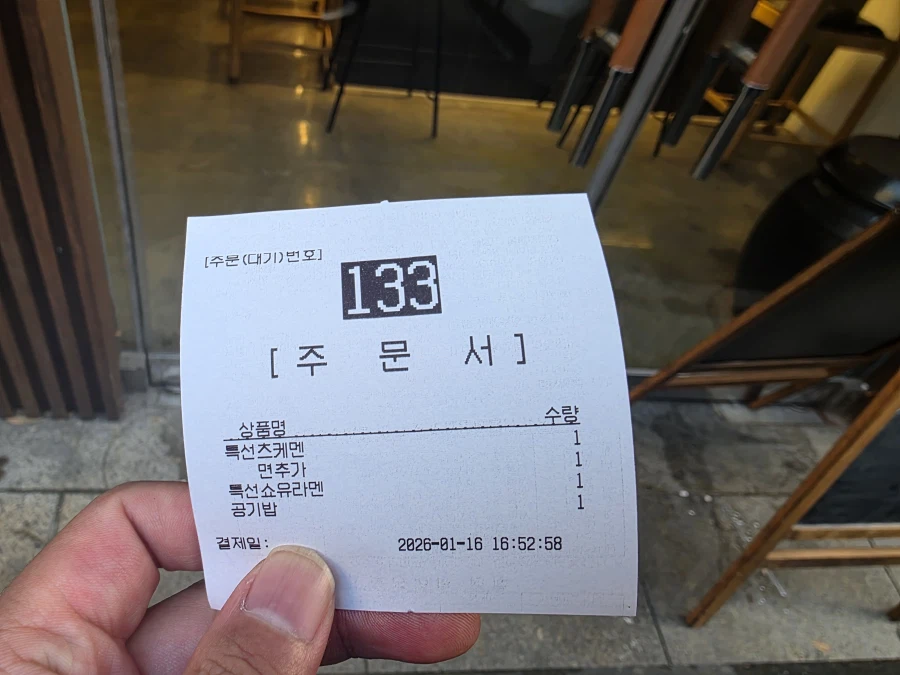 [주문(대기)번호]
133
[주 문 서]
상품명 수량
특선츠케멘 1
면추가 1
특선쇼유라멘 1
공기밥 1
결제일: 2026-01-16 16:52:58